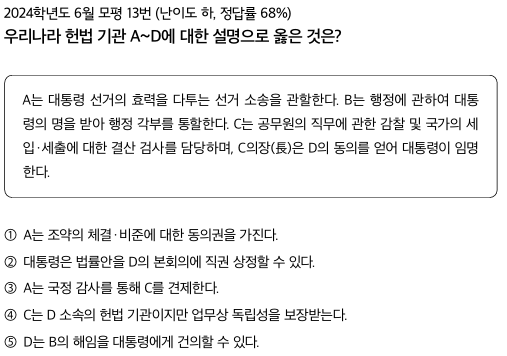 2024학년도 6월 모평 13번 (난이도 하, 정답률 68%)
우리나라 헌법 기관 A~D에 대한 설명으로 옳은 것은?
A는 대통령 선거의 효력을 다투는 선거 소송을 관할한다. B는 행정에 관하여 대통
령의 명을 받아 행정 각부를 통할한다. C는 공무원의 직무에 관한 감찰 및 국가의 세
입·세출에 대한 결산 검사를 담당하며, C의장(長)은 D의 동의를 얻어 대통령이 임명
한다.
① A는 조약의 체결·비준에 대한 동의권을 가진다.
② 대통령은 법률안을 D의 본회의에 직권 상정할 수 있다.
③ A는 국정 감사를 통해 C를 견제한다.
④ C는 D 소속의 헌법 기관이지만 업무상 독립성을 보장받는다.
⑤ D는 B의 해임을 대통령에게 건의할 수 있다.